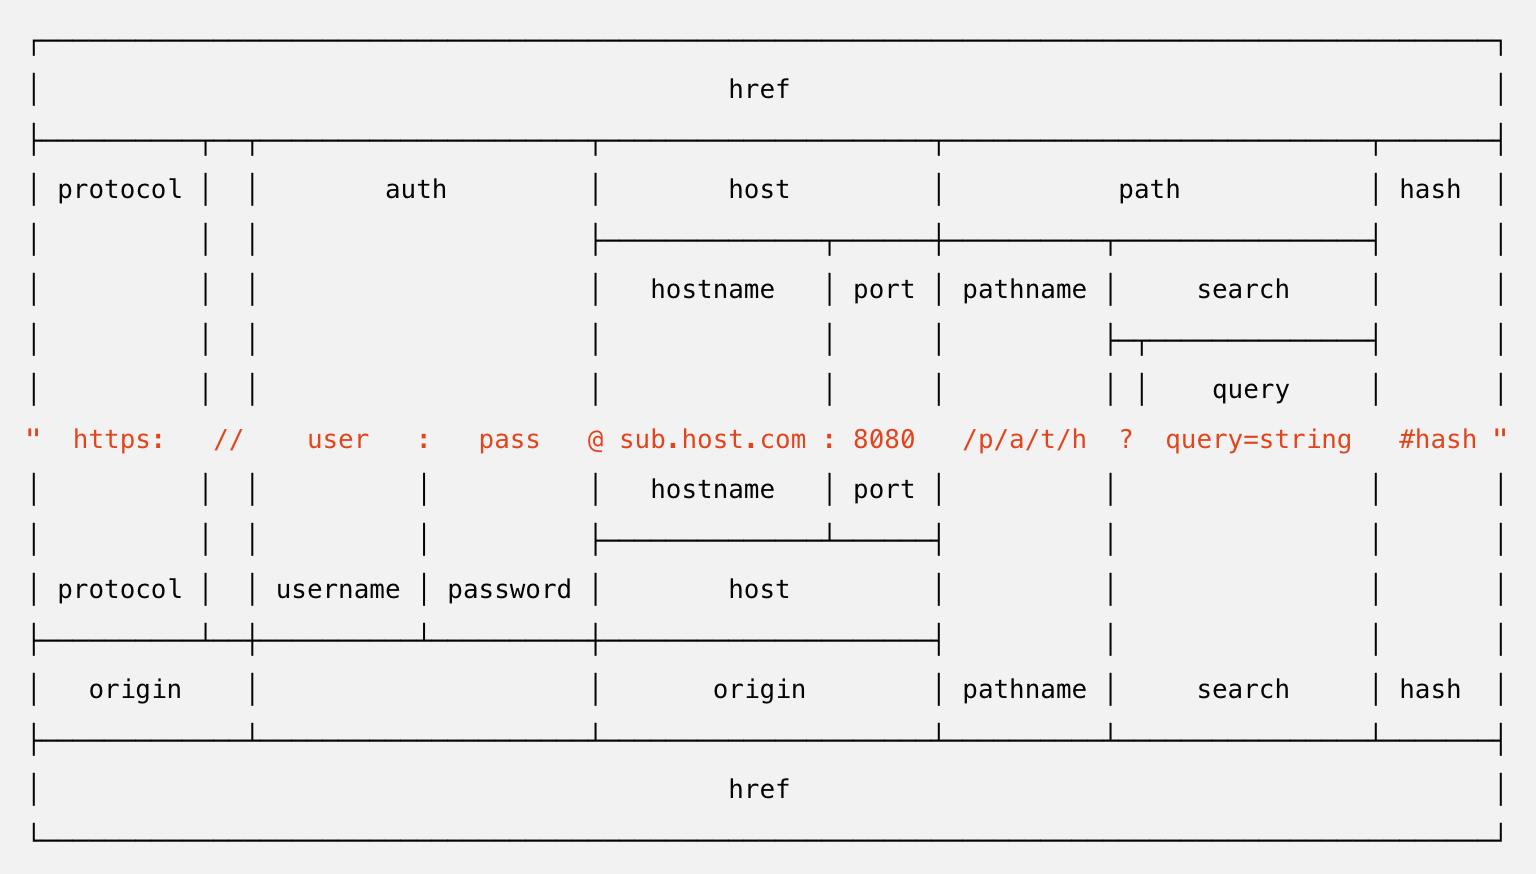 href
protocol auth host path hash
hostname port pathname search
query
" https: // user : pass @ sub.host.com : 8080 /p/a/t/h ? query=string #hash "
hostname port
protocol username password host
origin origin pathname search hash
href